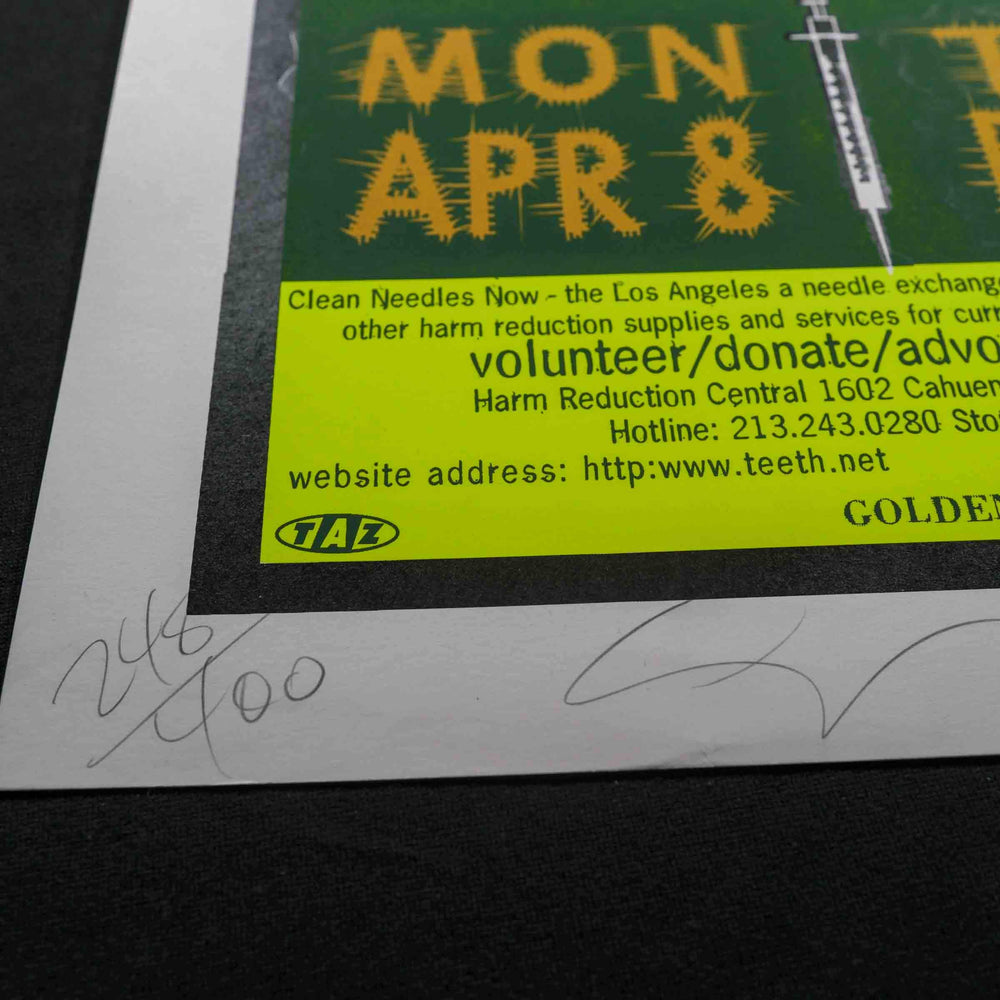 MON
APR 8
Clean Needles Now - the Los Angeles a needle exchang
other harm reduction supplies and services for curr
volunteer/donate/advo
Harm Reduction Central 1602 Cahuen
Hotline: 213.243.0280 Sto
website address: http:www.teeth.net
GOLDEN
TAZ
248/400